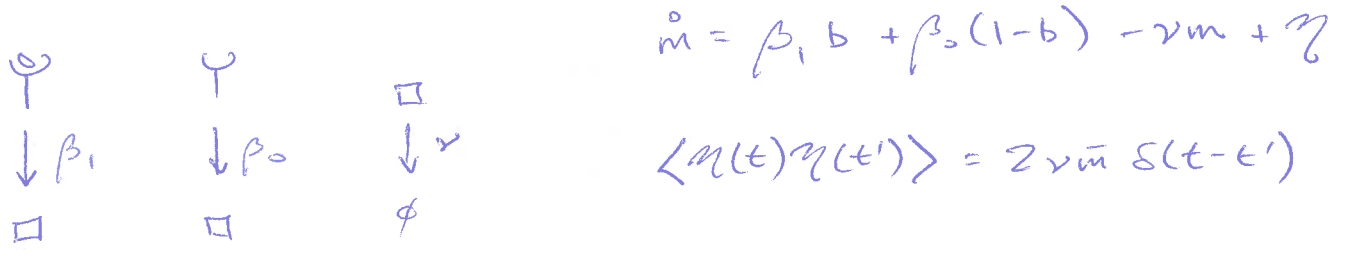 ṁ = β₁ b + β₀ (1-b) - νm + η
β₁ β₀ ν
⟨η(t)η(t')⟩ = 2νm̄ δ(t-t')
∅